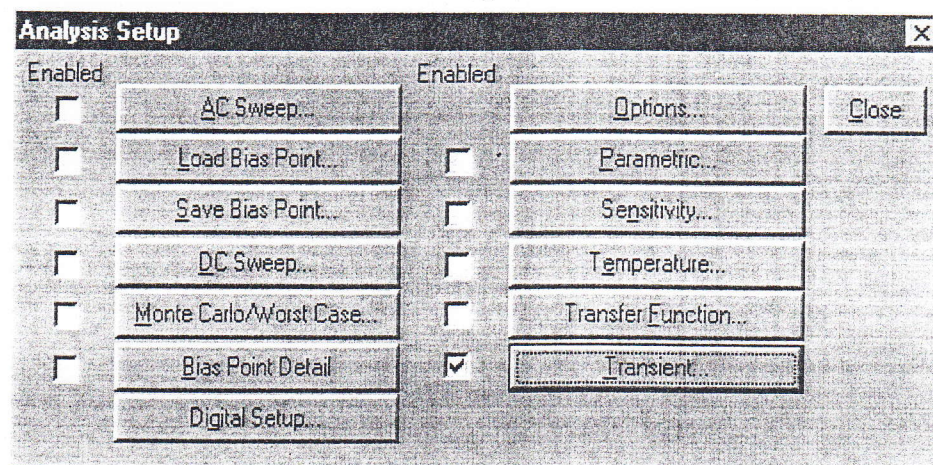 Analysis Setup
Enabled
Enabled
AC Sweep...
Options...
Close
Load Bias Point...
Parametric...
Save Bias Point...
Sensitivity...
DC Sweep...
Temperature...
Monte Carlo/Worst Case...
Transfer Function...
Bias Point Detail
Transient...
Digital Setup...